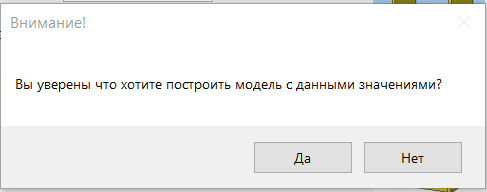 Внимание!
Вы уверены что хотите построить модель с данными значениями?
Да
Нет